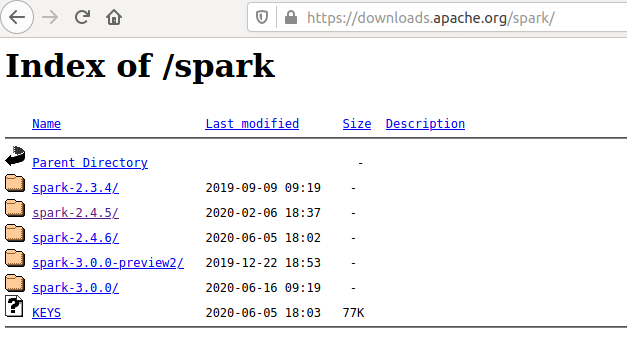 https://downloads.apache.org/spark/
Index of /spark
Name Last modified Size Description
Parent Directory -
spark-2.3.4/ 2019-09-09 09:19 -
spark-2.4.5/ 2020-02-06 18:37 -
spark-2.4.6/ 2020-06-05 18:02 -
spark-3.0.0-preview2/ 2019-12-22 18:53 -
spark-3.0.0/ 2020-06-16 09:19 -
KEYS 2020-06-05 18:03 77K